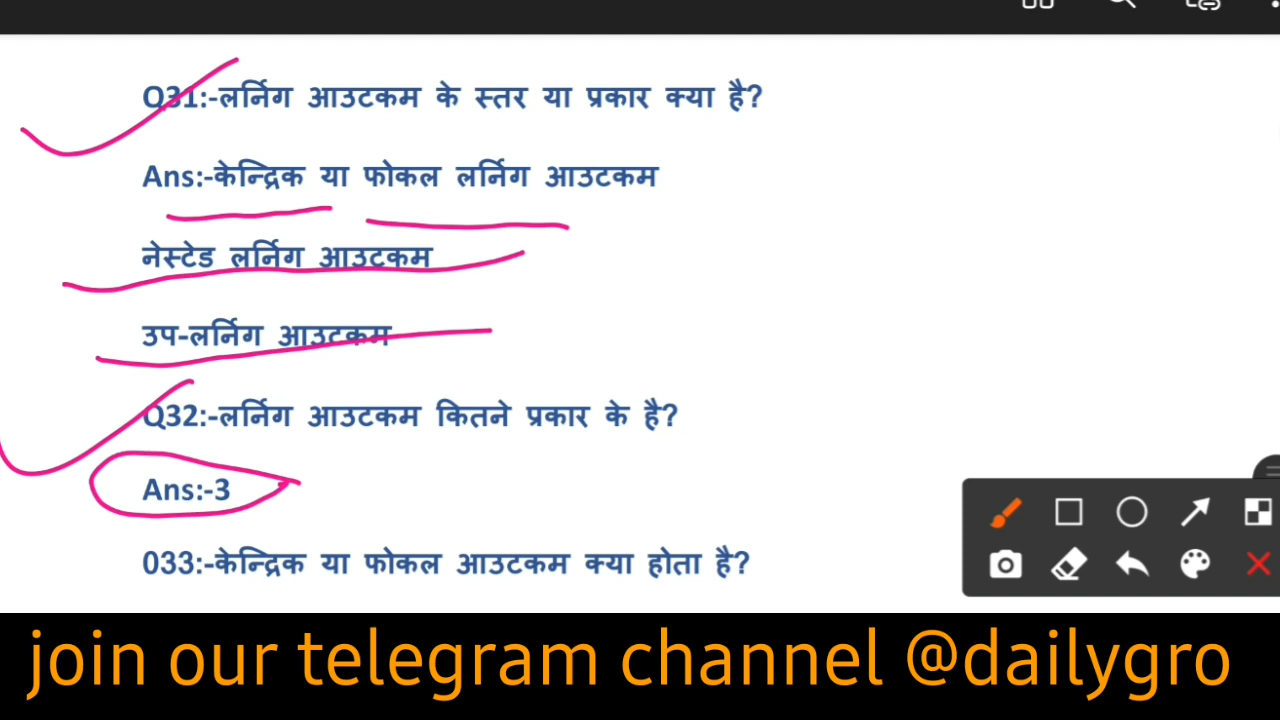 Q31:-लर्निग आउटकम के स्तर या प्रकार क्या है?
Ans:-केन्द्रिक या फोकल लर्निग आउटकम
नेस्टेड लर्निग आउटकम
उप-लर्निग आउटकम
Q32:-लर्निग आउटकम कितने प्रकार के है?
Ans:-3
033:-केन्द्रिक या फोकल आउटकम क्या होता है?
join our telegram channel @dailygro